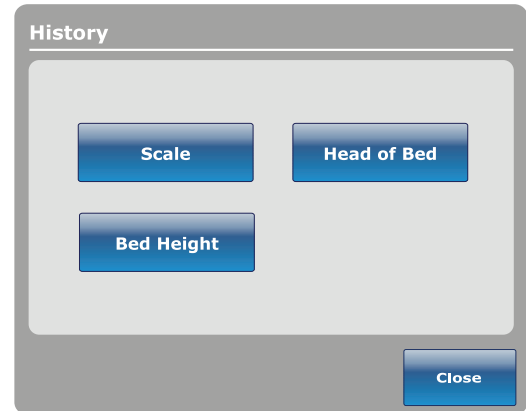 History
Scale
Head of Bed
Bed Height
Close